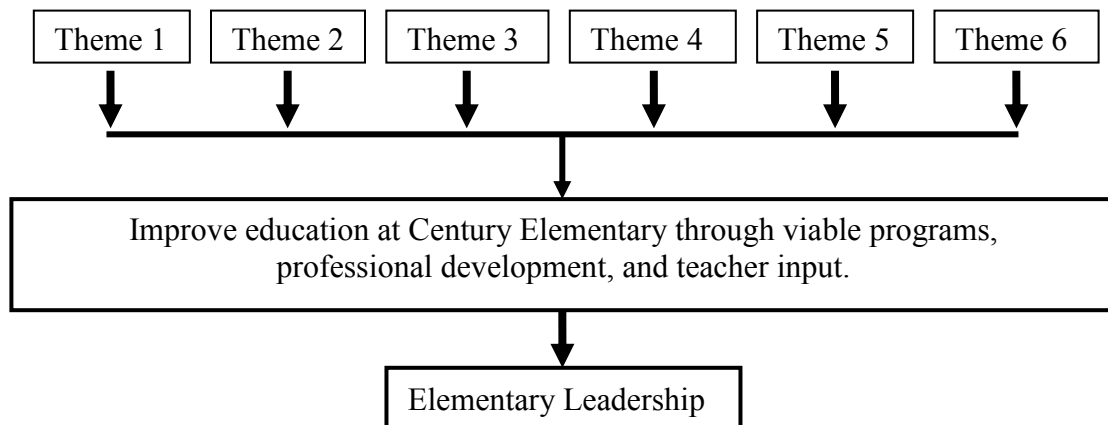 Theme 1 Theme 2 Theme 3 Theme 4 Theme 5 Theme 6
Improve education at Century Elementary through viable programs,
professional development, and teacher input.
Elementary Leadership